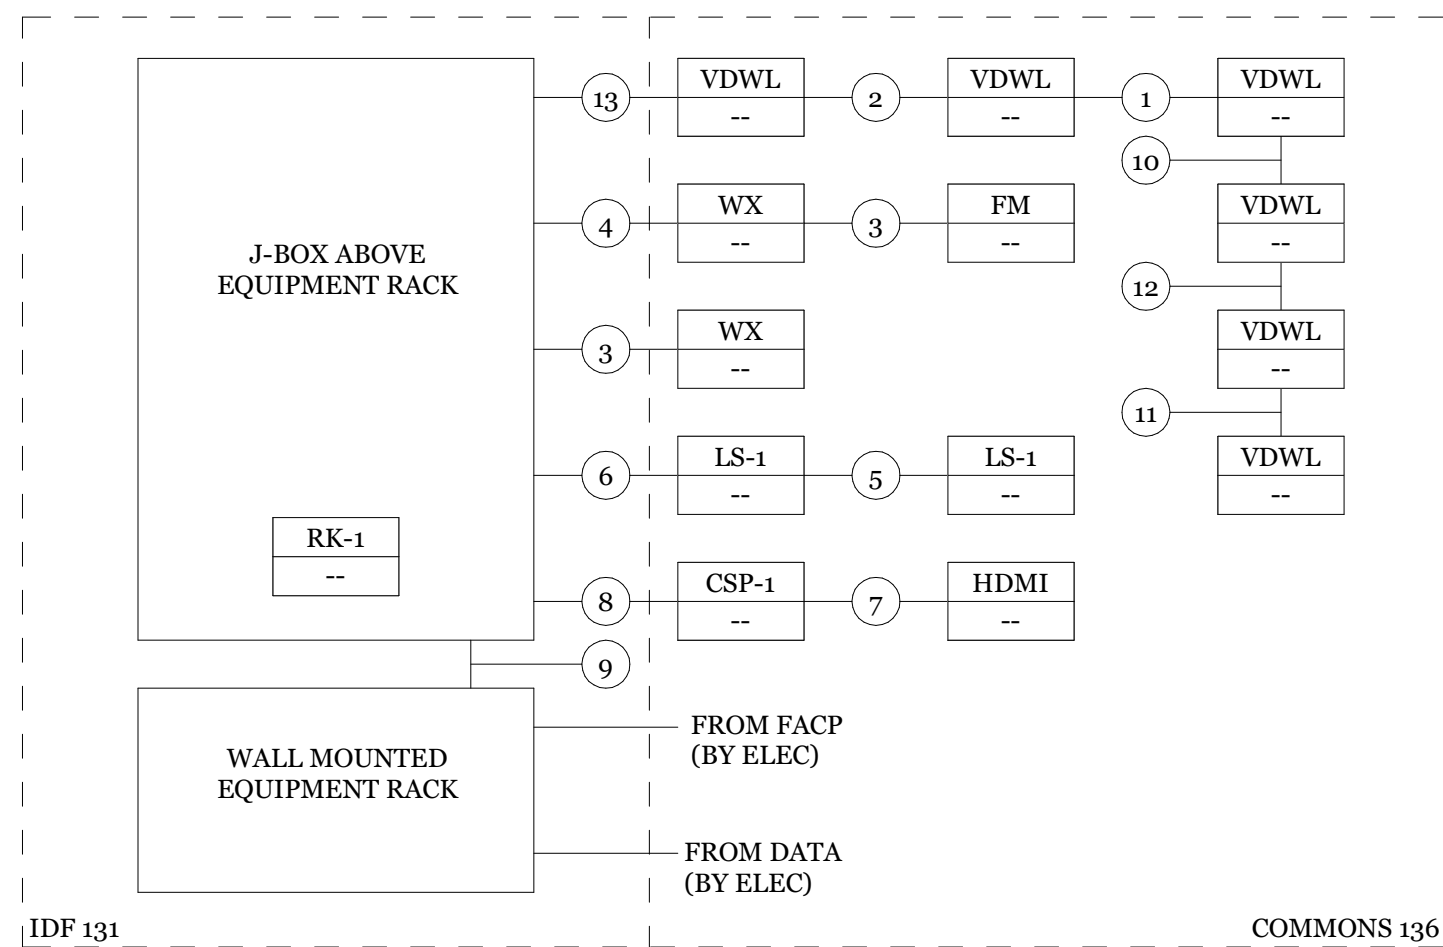 13
VDWL
--
2
VDWL
--
1
VDWL
--
10
4
WX
--
3
FM
--
VDWL
--
J-BOX ABOVE
EQUIPMENT RACK
12
3
WX
--
VDWL
--
11
6
LS-1
--
5
LS-1
--
VDWL
--
RK-1
--
8
CSP-1
--
7
HDMI
--
9
FROM FACP
(BY ELEC)
WALL MOUNTED
EQUIPMENT RACK
FROM DATA
(BY ELEC)
IDF 131
COMMONS 136